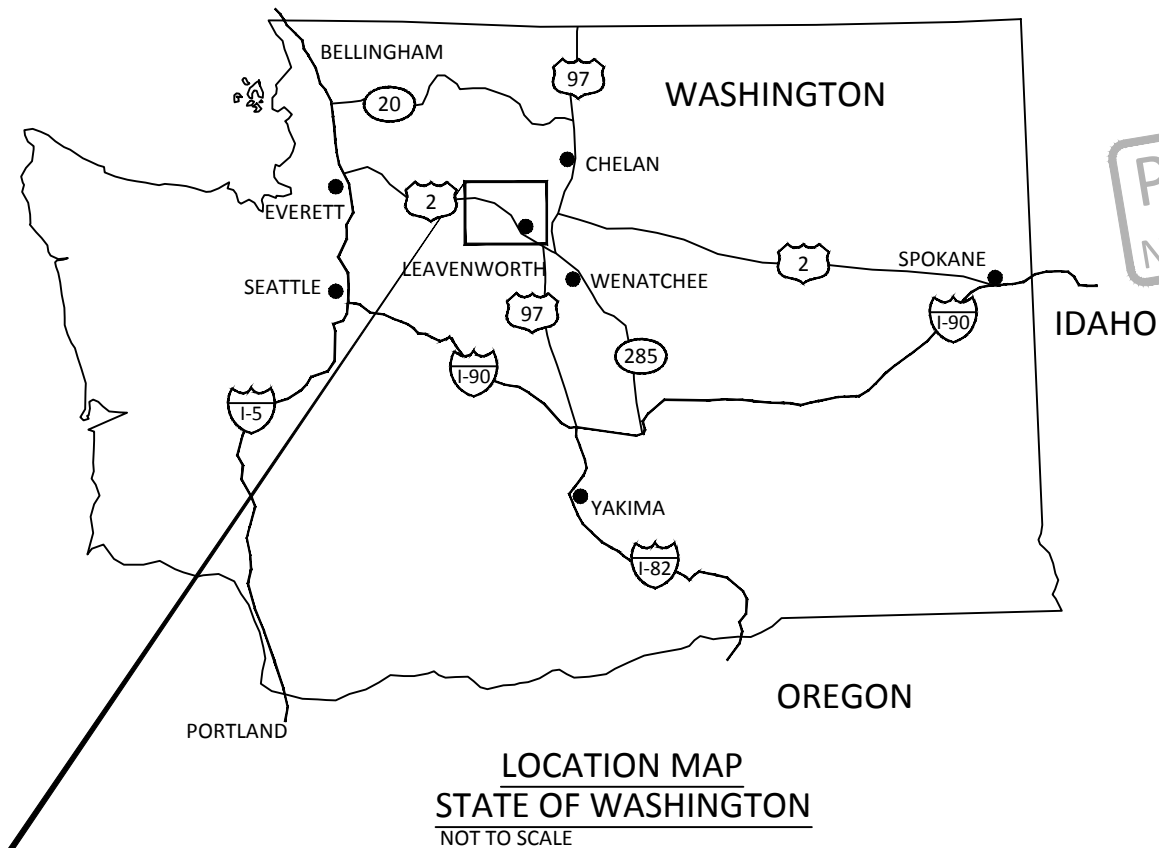 BELLINGHAM
97
20
WASHINGTON
CHELAN
2
EVERETT
LEAVENWORTH
WENATCHEE
2
SPOKANE
SEATTLE
97
I-90
IDAHO
285
I-90
I-5
YAKIMA
I-82
OREGON
PORTLAND
LOCATION MAP
STATE OF WASHINGTON
NOT TO SCALE